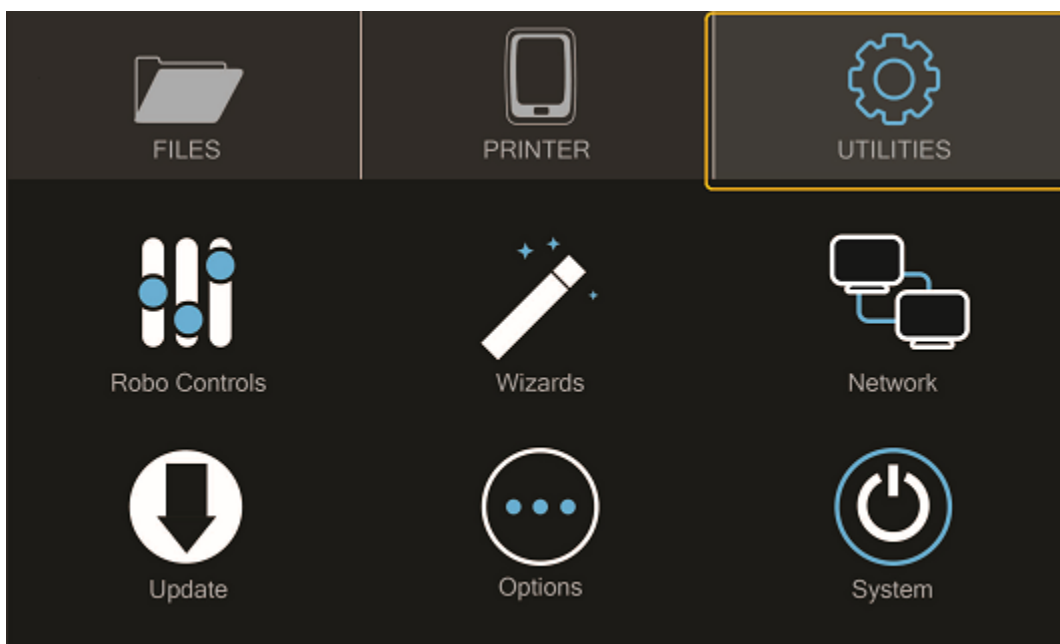 FILES
PRINTER
UTILITIES
Robo Controls
Wizards
Network
Update
Options
System